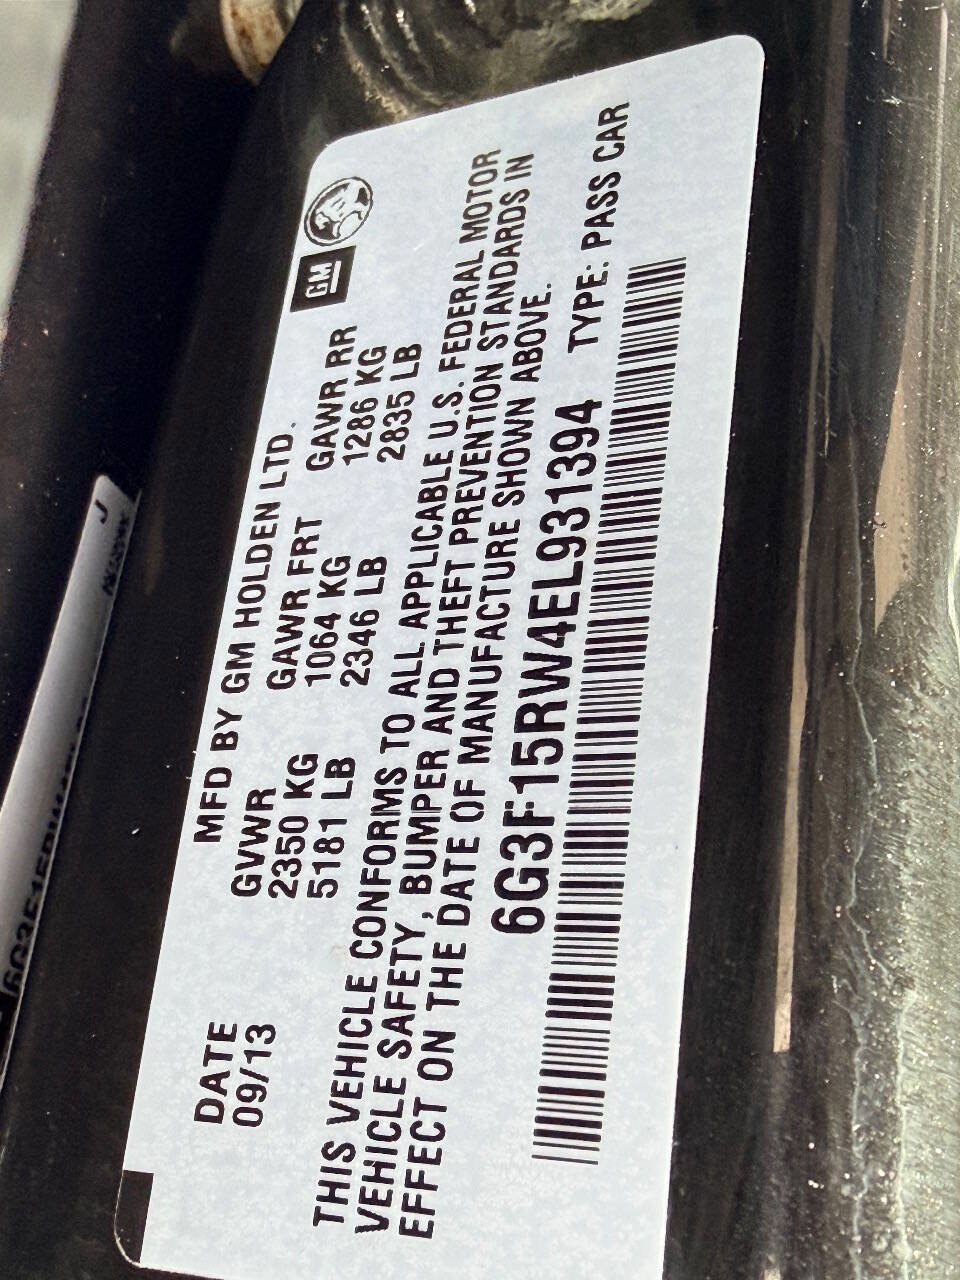 GM
MFD BY GM HOLDEN LTD.
DATE GVWR GAWR FRT GAWR RR
09/13 2350 KG 1064 KG 1286 KG
5181 LB 2346 LB 2835 LB
THIS VEHICLE CONFORMS TO ALL APPLICABLE U.S. FEDERAL MOTOR
VEHICLE SAFETY, BUMPER AND THEFT PREVENTION STANDARDS IN
EFFECT ON THE DATE OF MANUFACTURE SHOWN ABOVE.
6G3F15RW4EL931394 TYPE: PASS CAR
J